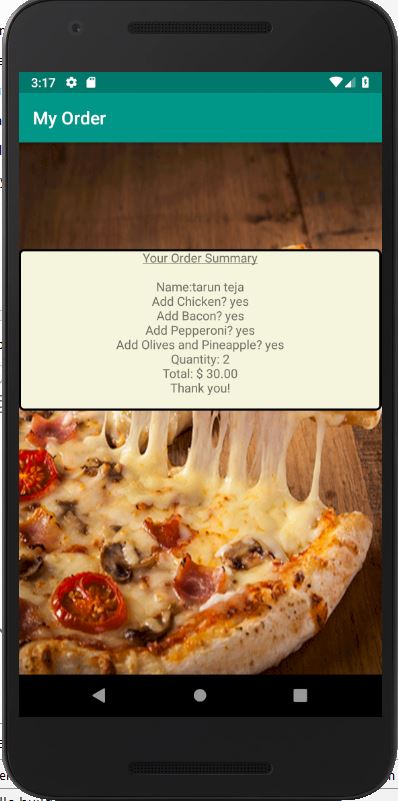 3:17
My Order
Your Order Summary
Name:tarun teja
Add Chicken? yes
Add Bacon? yes
Add Pepperoni? yes
Add Olives and Pineapple? yes
Quantity: 2
Total: $ 30.00
Thank you!